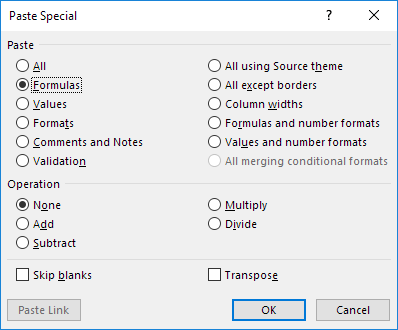 Paste Special
?
Paste
All
Formulas
Values
Formats
Comments and Notes
Validation
All using Source theme
All except borders
Column widths
Formulas and number formats
Values and number formats
All merging conditional formats
Operation
None
Add
Subtract
Multiply
Divide
Skip blanks
Transpose
Paste Link
OK
Cancel